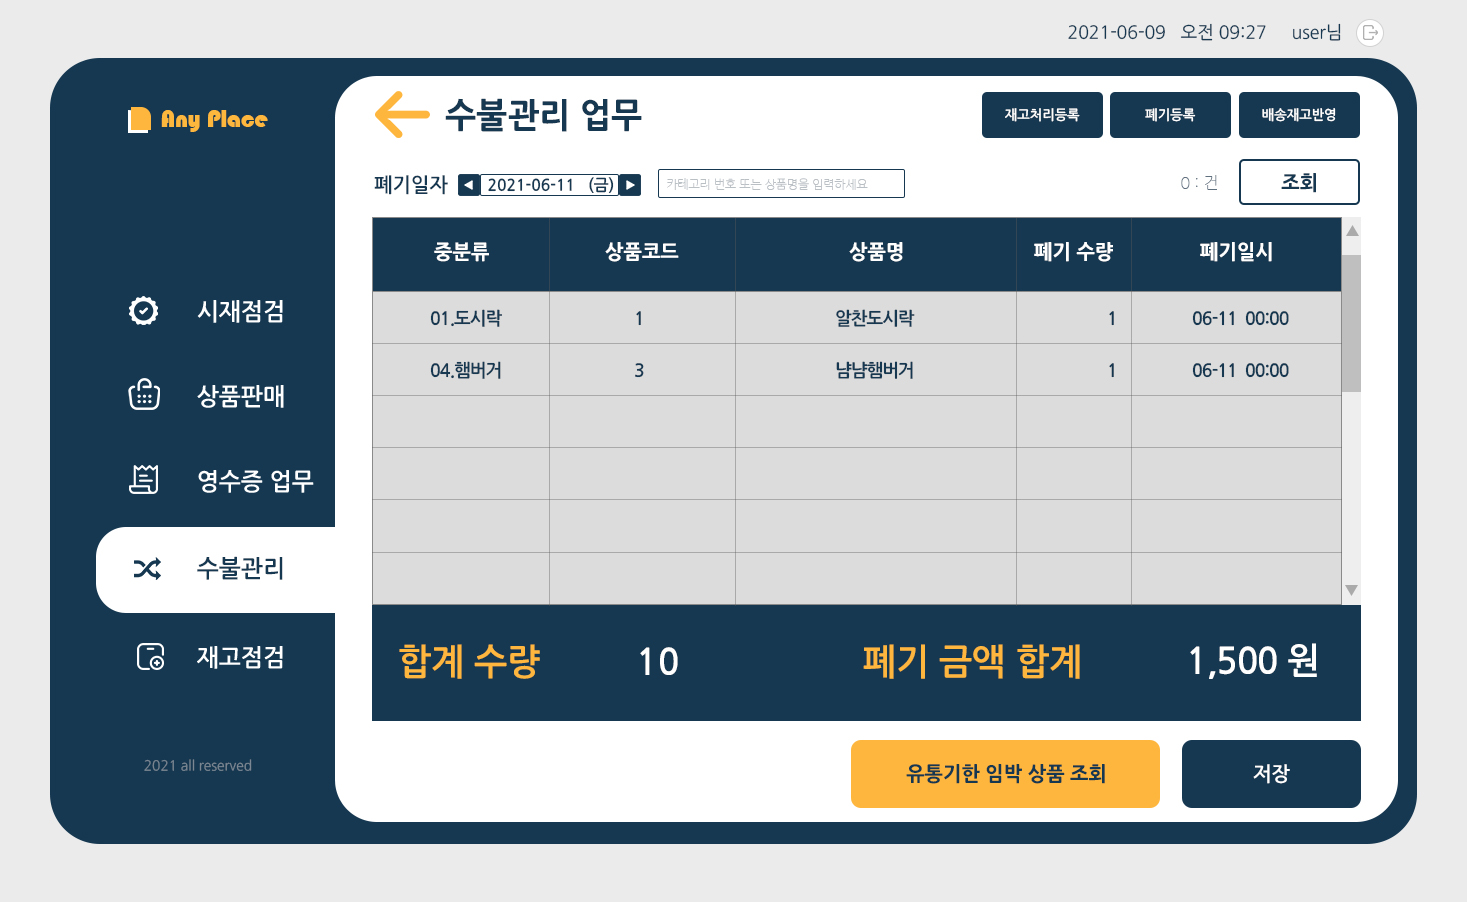 2021-06-09 오전 09:27 user님
Any Place
수불관리 업무
재고처리등록 폐기등록 배송재고반영
폐기일자 ◀ 2021-06-11 (금) ▶ 카테고리 번호 또는 상품명을 입력하세요 0 : 건 조회
중분류 상품코드 상품명 폐기 수량 폐기일시
01.도시락 1 알찬도시락 1 06-11 00:00
04.햄버거 3 냠냠햄버거 1 06-11 00:00
합계 수량 10 폐기 금액 합계 1,500 원
유통기한 임박 상품 조회 저장
시재점검
상품판매
영수증 업무
수불관리
재고점검
2021 all reserved